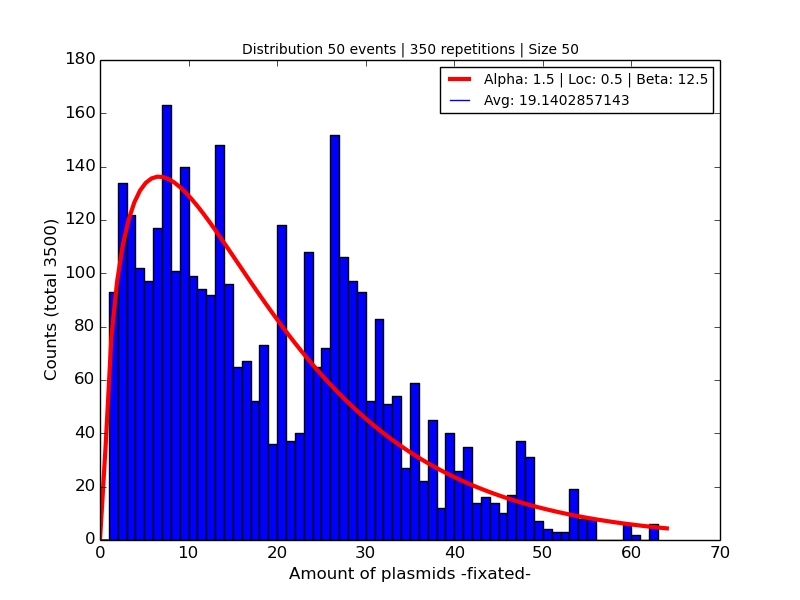 Distribution 50 events | 350 repetitions | Size 50
Alpha: 1.5 | Loc: 0.5 | Beta: 12.5
Avg: 19.1402857143
180
160
140
120
100
80
60
40
20
0
Counts (total 3500)
0 10 20 30 40 50 60 70
Amount of plasmids -fixated-